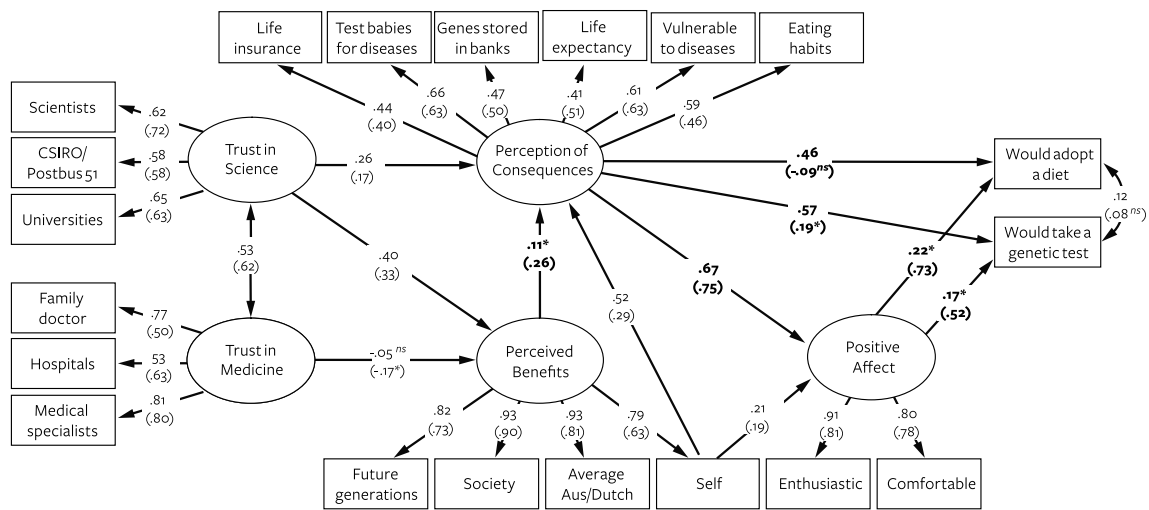 Life
insurance
Test babies
for diseases
Genes stored
in banks
Life
expectancy
Vulnerable
to diseases
Eating
habits
.44
(.40)
.66
(.63)
.47
(.50)
.41
(.51)
.61
(.63)
.59
(.46)
Scientists
CSIRO/
Postbus 51
Universities
.62
(.72)
.58
(.58)
.65
(.63)
Trust in
Science
.26
(.17)
Perception of
Consequences
.46
(-.09ns)
.57
(.19*)
Would adopt
a diet
Would take a
genetic test
.12
(.08 ns)
.53
(.62)
.40
(.33)
.11*
(.26)
.52
(.29)
.67
(.75)
.22*
(.73)
.17*
(.52)
Family
doctor
Hospitals
Medical
specialists
.77
(.50)
53
(.63)
.81
(.80)
Trust in
Medicine
-.05 ns
(-.17*)
Perceived
Benefits
Positive
Affect
.82
(.73)
.93
(.90)
.93
(.81)
.79
(.63)
.21
(.19)
.91
(.81)
.80
(.78)
Future
generations
Society
Average
Aus/Dutch
Self
Enthusiastic
Comfortable